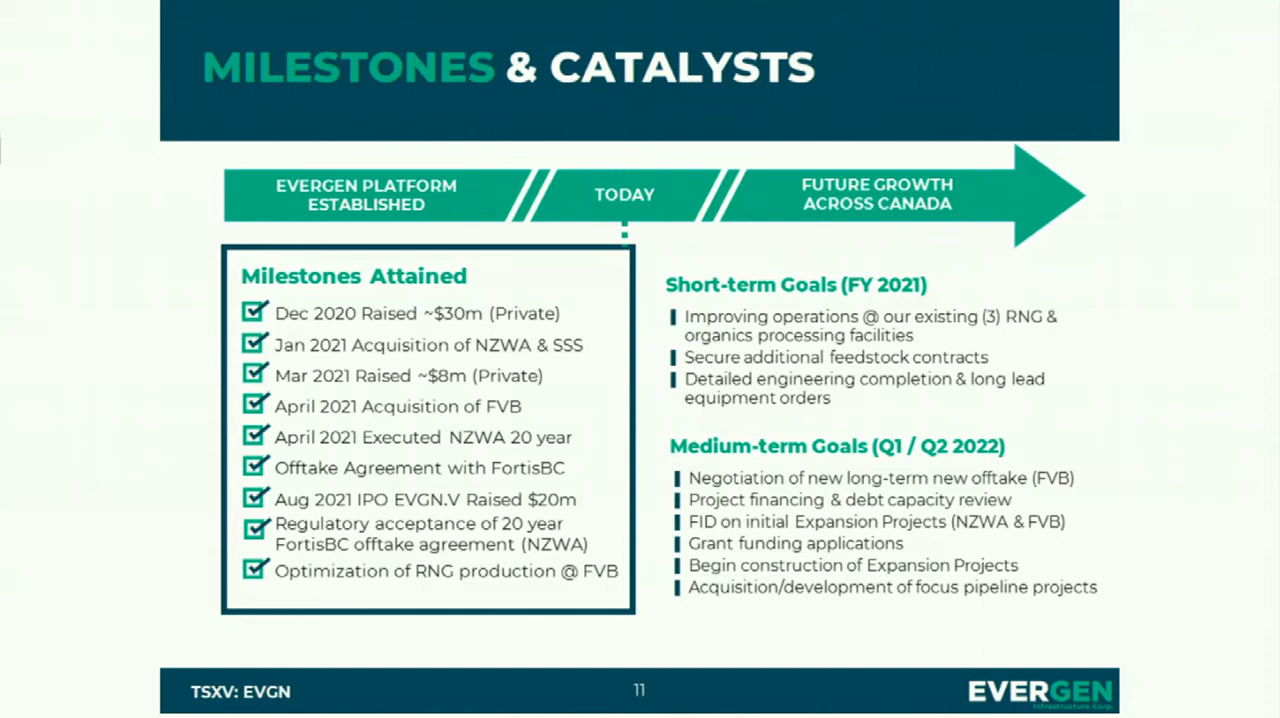 MILESTONES & CATALYSTS
EVERGEN PLATFORM
ESTABLISHED
TODAY
FUTURE GROWTH
ACROSS CANADA
Milestones Attained
Dec 2020 Raised ~$30m (Private)
Jan 2021 Acquisition of NZWA & SSS
Mar 2021 Raised ~$8m (Private)
April 2021 Acquisition of FVB
April 2021 Executed NZWA 20 year
Offtake Agreement with FortisBC
Aug 2021 IPO EVGN.V Raised $20m
Regulatory acceptance of 20 year
FortisBC offtake agreement (NZWA)
Optimization of RNG production @ FVB
Short-term Goals (FY 2021)
Improving operations @ our existing (3) RNG &
organics processing facilities
Secure additional feedstock contracts
Detailed engineering completion & long lead
equipment orders
Medium-term Goals (Q1 / Q2 2022)
Negotiation of new long-term new offtake (FVB)
Project financing & debt capacity review
FID on initial Expansion Projects (NZWA & FVB)
Grant funding applications
Begin construction of Expansion Projects
Acquisition/development of focus pipeline projects
TSXV: EVGN
11
EVERGEN
Infrastructure Corp.